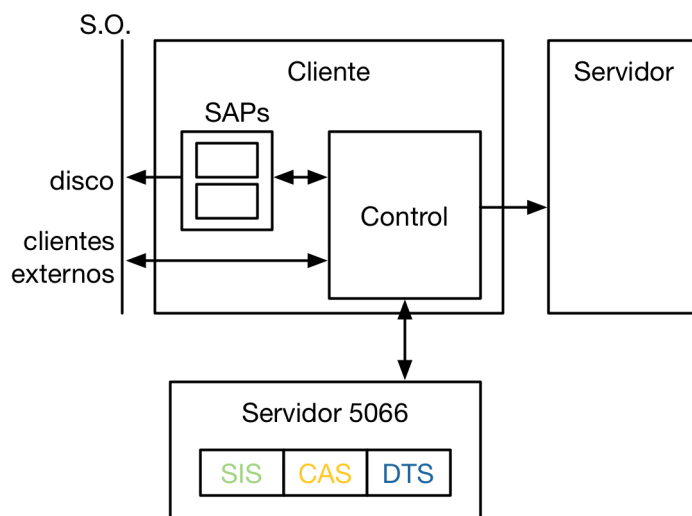 S.O.
Cliente
Servidor
SAPs
disco
Control
clientes
externos
Servidor 5066
SIS CAS DTS